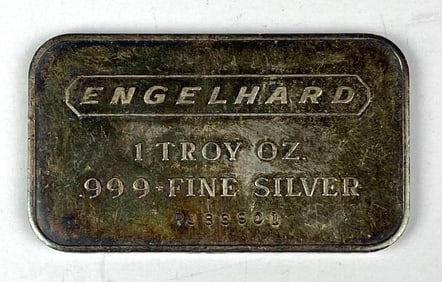 ENGELHARD
1 TROY OZ.
.999+FINE SILVER